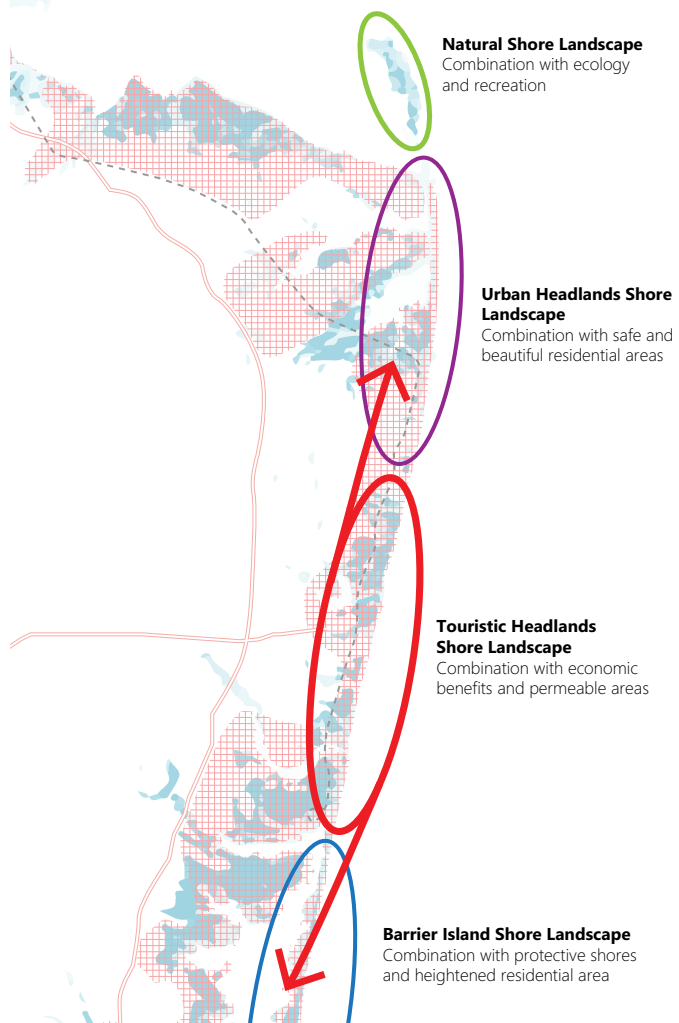 Natural Shore Landscape
Combination with ecology
and recreation
Urban Headlands Shore
Landscape
Combination with safe and
beautiful residential areas
Touristic Headlands
Shore Landscape
Combination with economic
benefits and permeable areas
Barrier Island Shore Landscape
Combination with protective shores
and heightened residential area